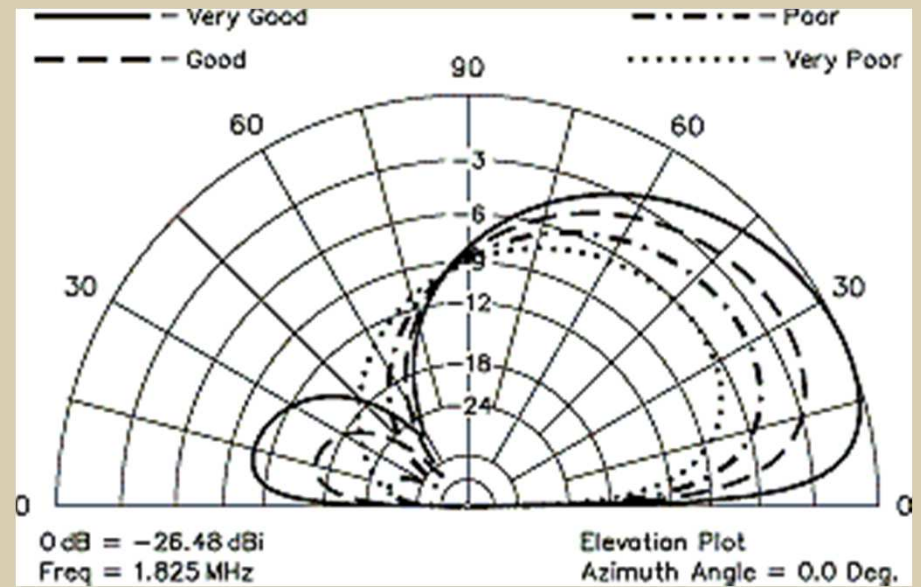 — Very Good
— Poor
— Good
— Very Poor
90
60
60
30
30
0
0
-3
-6
-9
-12
-18
-24
0 dB = -26.48 dBi
Freq = 1.825 MHz
Elevation Plot
Azimuth Angle = 0.0 Deg.